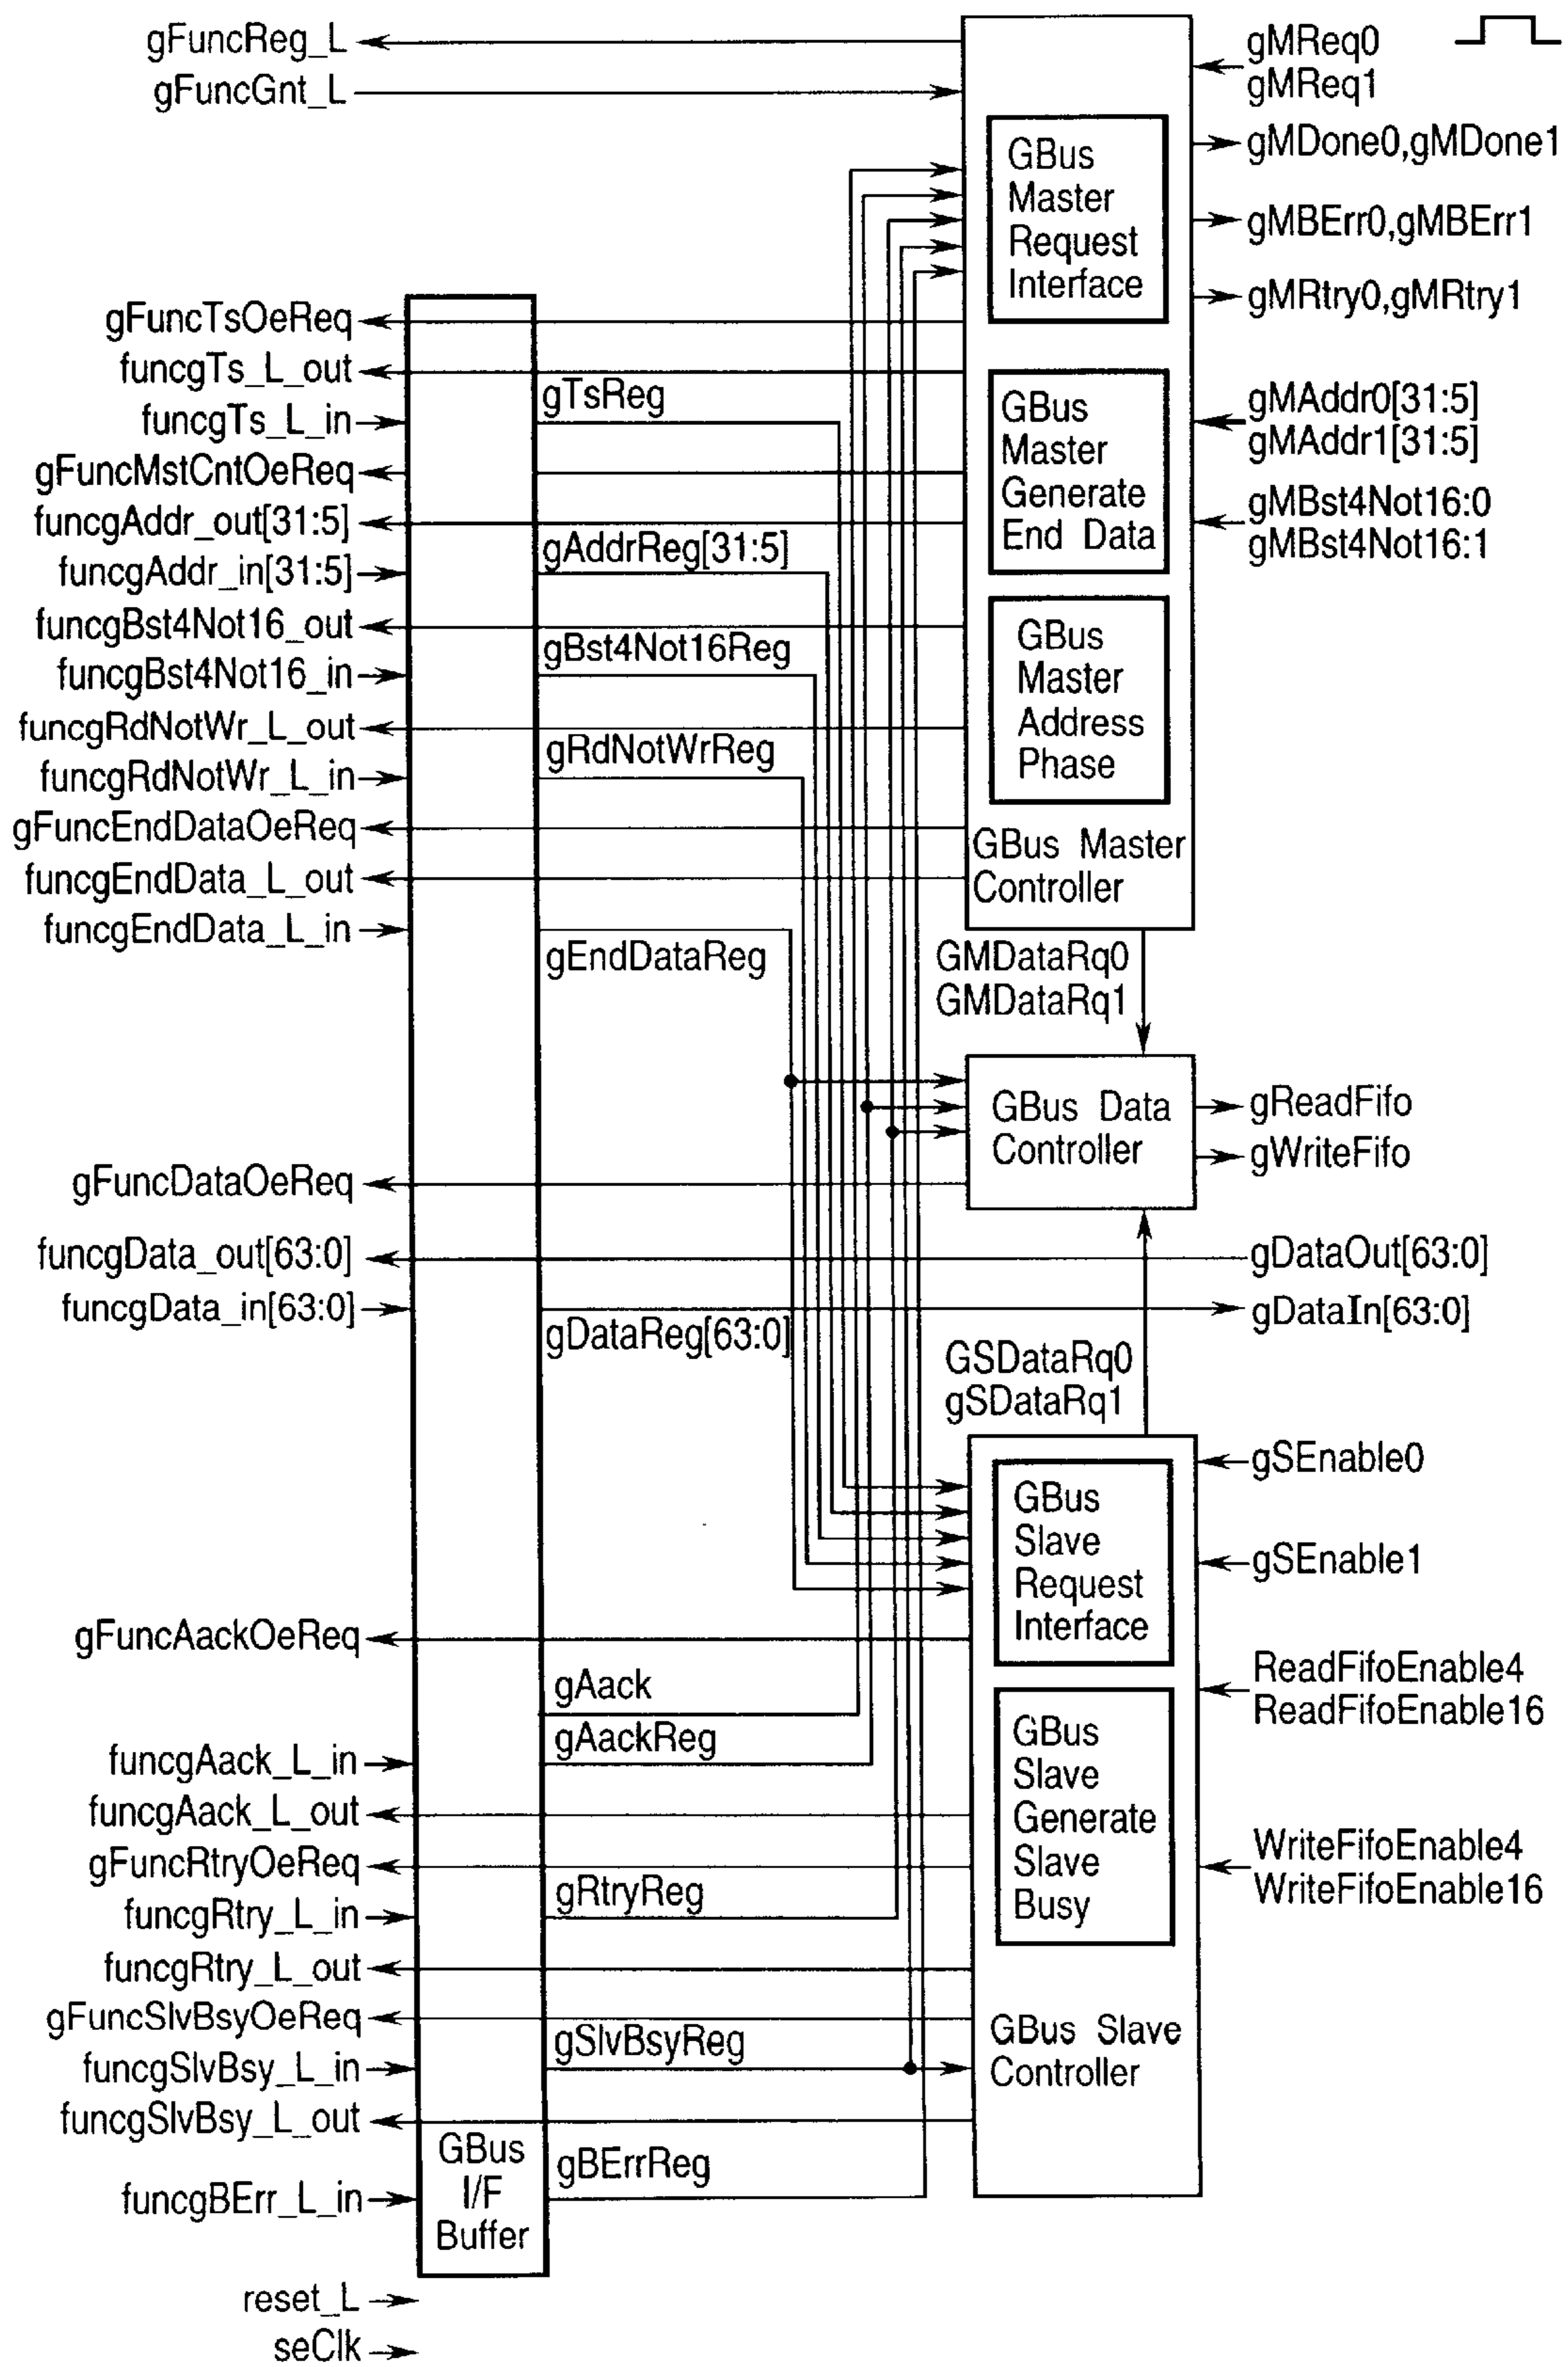 gFuncReg_L
gFuncGnt_L
gFuncTsOeReq
funcgTs_L_out
funcgTs_L_in
gFuncMstCntOeReq
funcgAddr_out[31:5]
funcgAddr_in[31:5]
funcgBst4Not16_out
funcgBst4Not16_in
funcgRdNotWr_L_out
funcgRdNotWr_L_in
gFuncEndDataOeReq
funcgEndData_L_out
funcgEndData_L_in
gFuncDataOeReq
funcgData_out[63:0]
funcgData_in[63:0]
gFuncAackOeReq
funcgAack_L_in
funcgAack_L_out
gFuncRtryOeReq
funcgRtry_L_in
funcgRtry_L_out
gFuncSlvBsyOeReq
funcgSlvBsy_L_in
funcgSlvBsy_L_out
funcgBErr_L_in
reset_L
seClk
GBus
I/F
Buffer
gTsReg
gAddrReg[31:5]
gBst4Not16Reg
gRdNotWrReg
gEndDataReg
gDataReg[63:0]
gAack
gAackReg
gRtryReg
gSlvBsyReg
gBErrReg
GBus
Master
Request
Interface
GBus
Master
Generate
End Data
GBus
Master
Address
Phase
GBus Master
Controller
GMDataRq0
GMDataRq1
GBus Data
Controller
GSDataRq0
gSDataRq1
GBus
Slave
Request
Interface
GBus
Slave
Generate
Slave
Busy
GBus Slave
Controller
gMReq0
gMReq1
gMDone0,gMDone1
gMBErr0,gMBErr1
gMRtry0,gMRtry1
gMAddr0[31:5]
gMAddr1[31:5]
gMBst4Not16:0
gMBst4Not16:1
gReadFifo
gWriteFifo
gDataOut[63:0]
gDataIn[63:0]
gSEnable0
gSEnable1
ReadFifoEnable4
ReadFifoEnable16
WriteFifoEnable4
WriteFifoEnable16